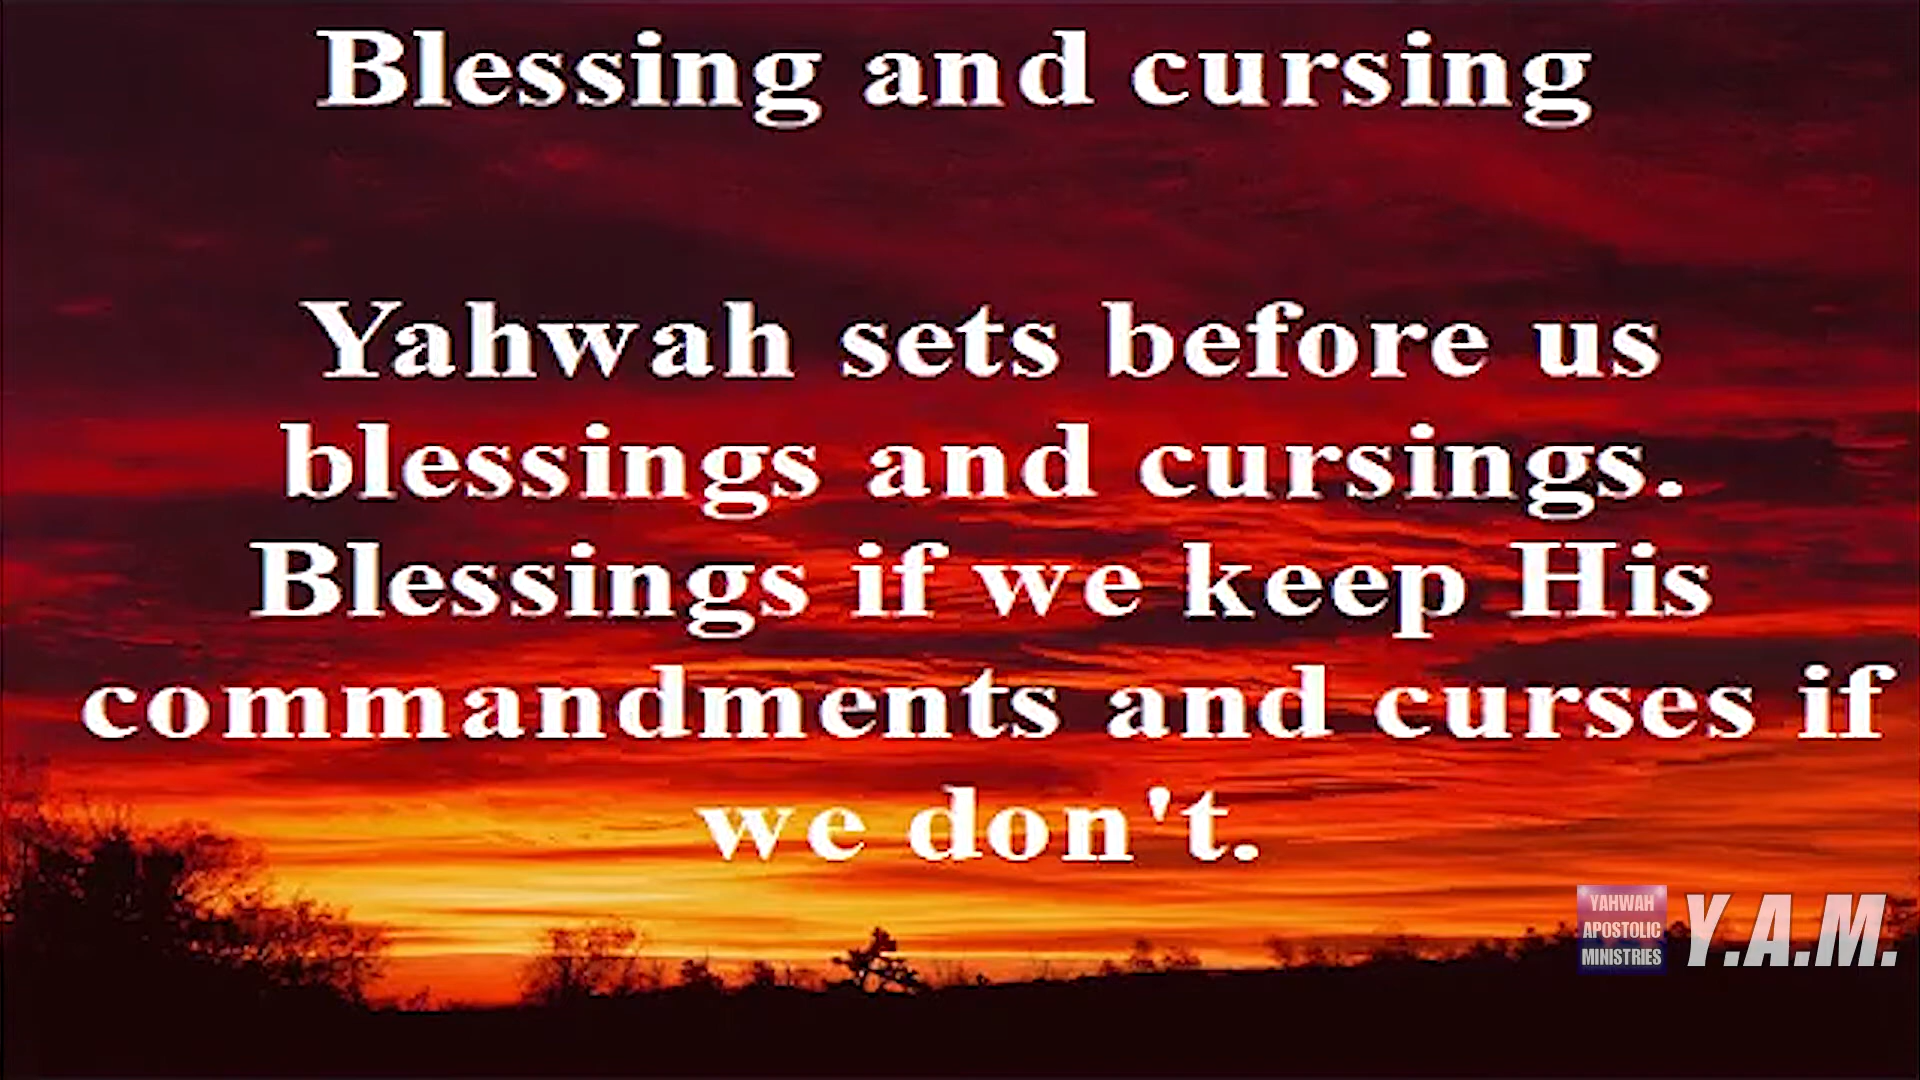 Blessing and cursing
Yahwah sets before us
blessings and cursings.
Blessings if we keep His
commandments and curses if
we don't.
YAHWAH
APOSTOLIC
MINISTRIES
Y.A.M.